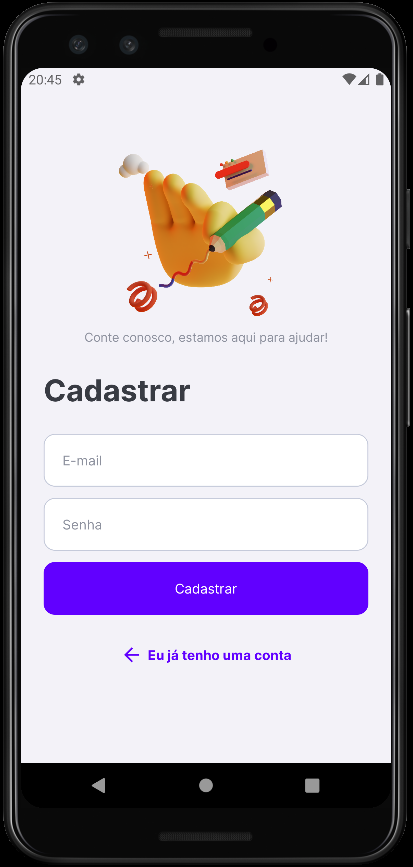 20:45
Conte conosco, estamos aqui para ajudar!
Cadastrar
E-mail
Senha
Cadastrar
Eu já tenho uma conta